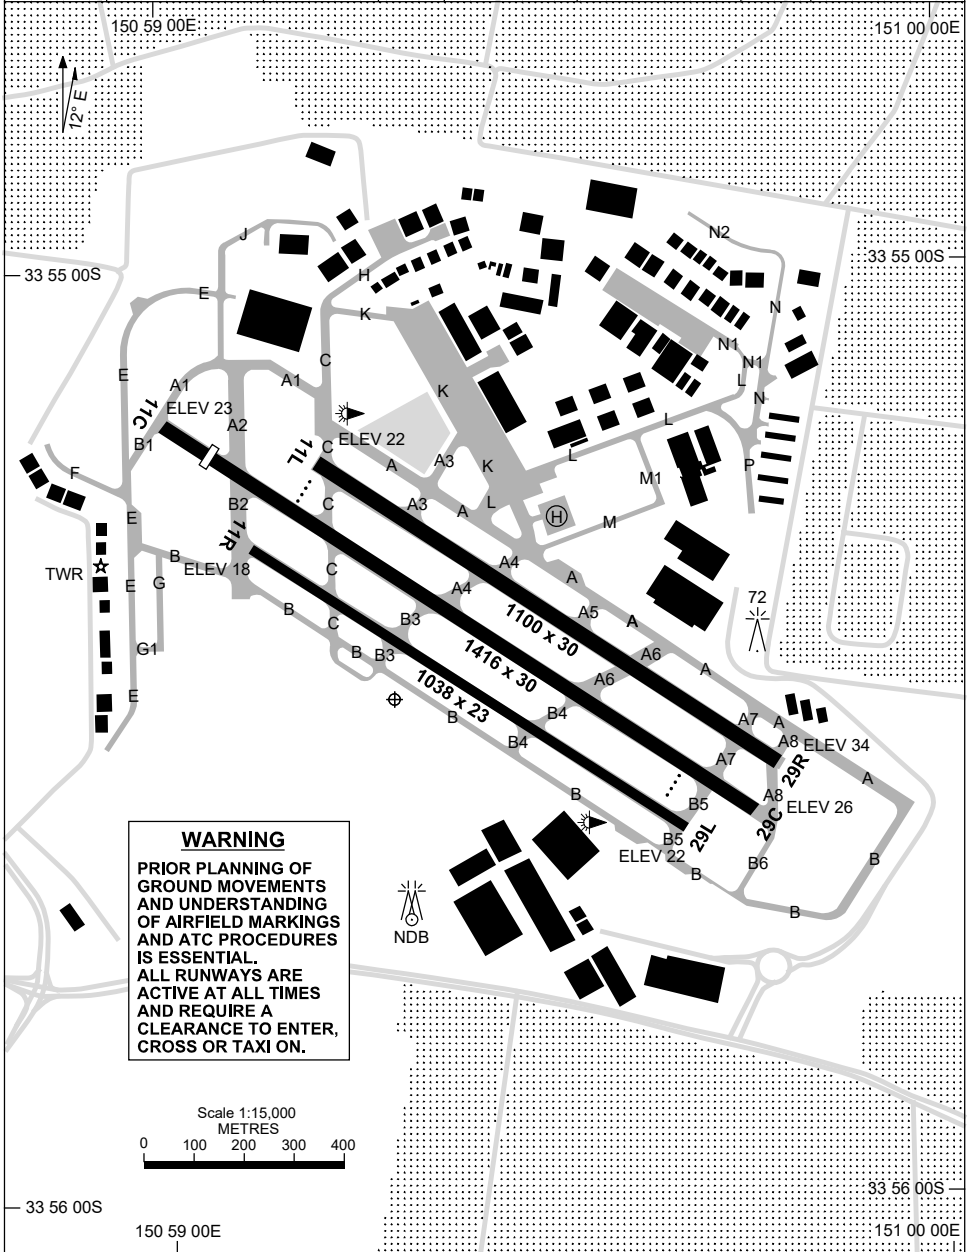 150 59 00E
151 00 00E
12° E
N2
J
33 55 00S
33 55 00S
H
E
N
K
N1
C
N1
E
A1
A1
L
K
N
11C
ELEV 23
L
A2
ELEV 22
B1
11L
C
A
A3
K
L
P
F
M1
B2
C
A3
A
L
E
H
M
11R
B
ELEV 18
A4
TWR
C
A
E
G
A4
72
B
A5
C
B3
1100 x 30
A
G1
B
B3
A6
1416 x 30
A
A6
E
1038 x 23
B
B4
A7
A
B4
A8
ELEV 34
A7
29R
A
B
A8
B5
ELEV 26
29C
B5
29L
ELEV 22
B6
B
B
B
WARNING
PRIOR PLANNING OF
GROUND MOVEMENTS
AND UNDERSTANDING
OF AIRFIELD MARKINGS
AND ATC PROCEDURES
IS ESSENTIAL.
ALL RUNWAYS ARE
ACTIVE AT ALL TIMES
AND REQUIRE A
CLEARANCE TO ENTER,
CROSS OR TAXI ON.
NDB
Scale 1:15,000
METRES
0 100 200 300 400
33 56 00S
33 56 00S
150 59 00E
151 00 00E